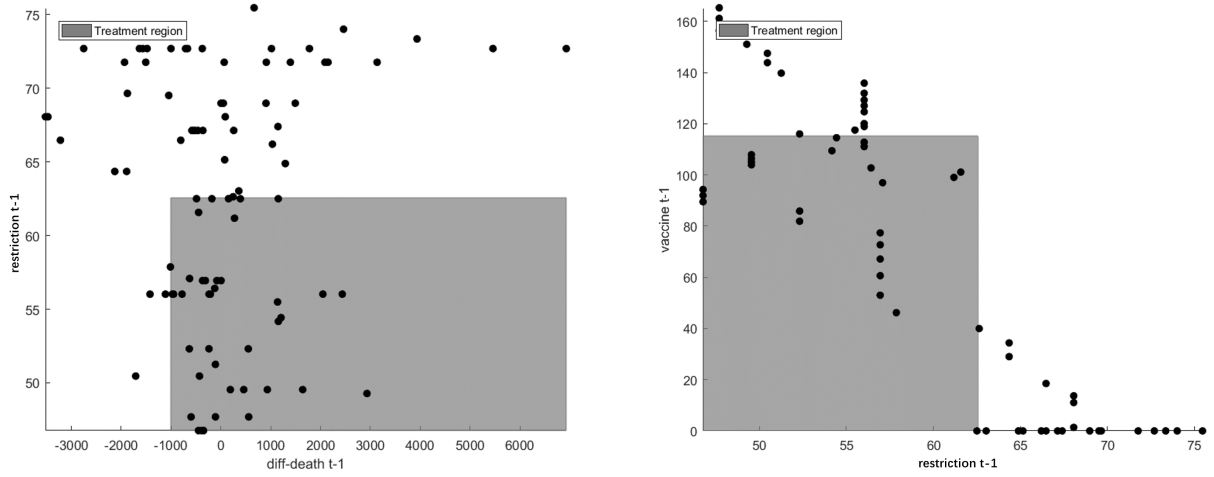 75
70
65
60
55
50
restriction t-1
Treatment region
-3000 -2000 -1000 0 1000 2000 3000 4000 5000 6000
diff-death t-1
160
140
120
100
80
60
40
20
0
vaccine t-1
Treatment region
50 55 60 65 70 75
restriction t-1